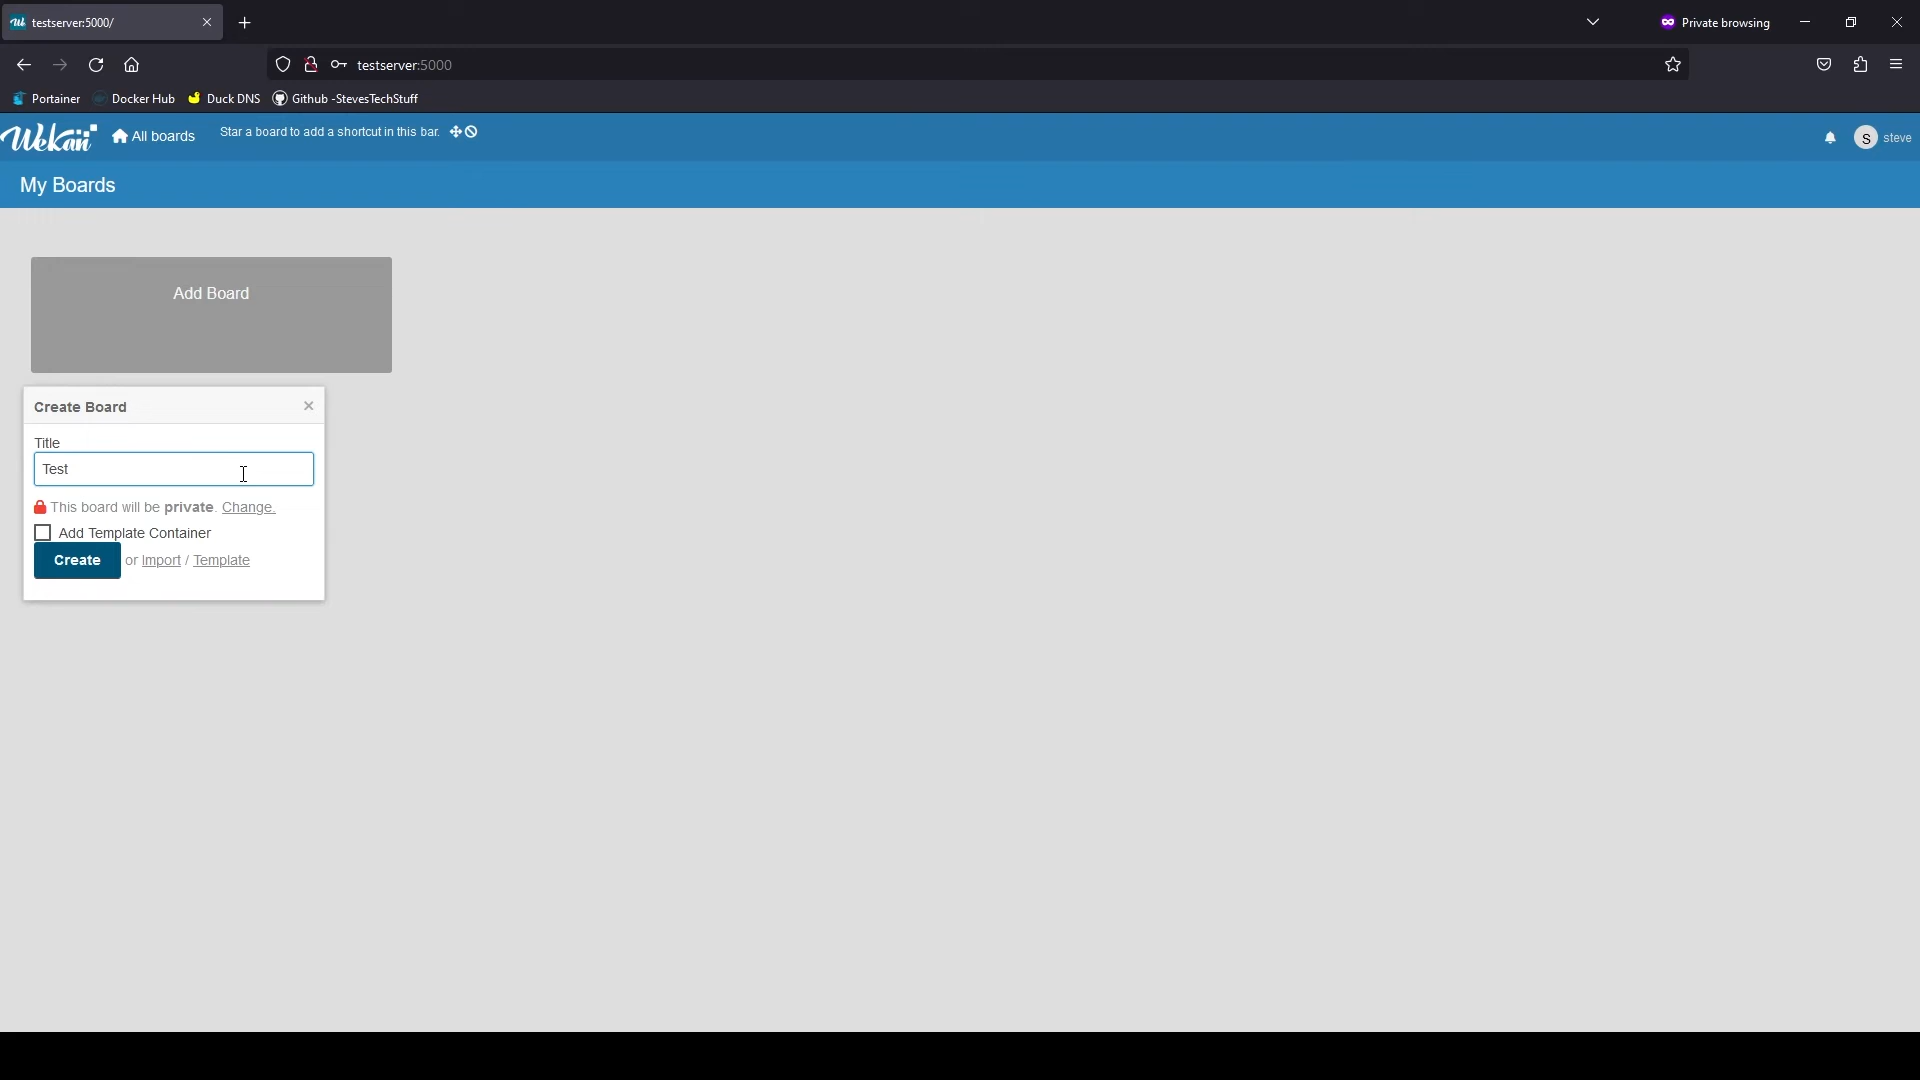 testserver:5000/
Private browsing
testserver:5000
Portainer Docker Hub Duck DNS Github -StevesTechStuff
Wekan All boards Star a board to add a shortcut in this bar. S steve
My Boards
Add Board
Create Board
Title
Test
This board will be private. Change.
Add Template Container
Create or Import / Template